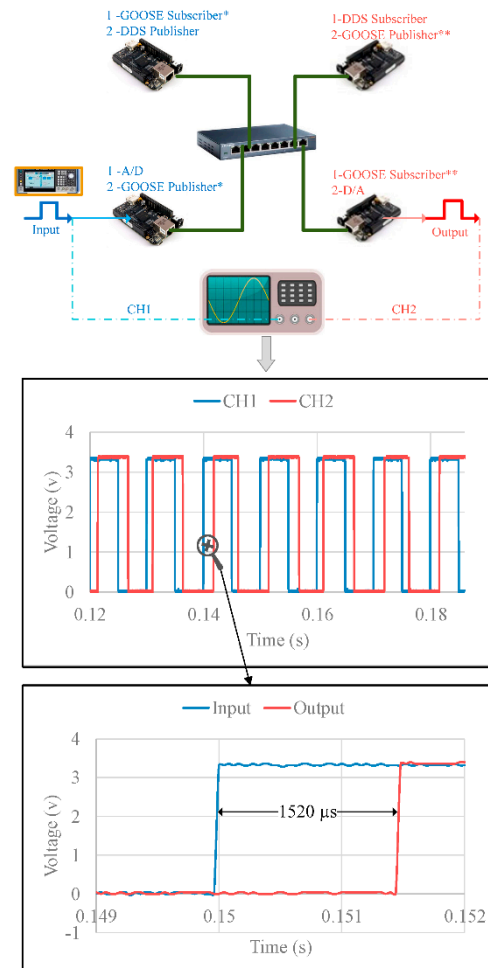 1 -GOOSE Subscriber*
2 -DDS Publisher
1-DDS Subscriber
2-GOOSE Publisher**
1 -A/D
2 -GOOSE Publisher*
1-GOOSE Subscriber**
2-D/A
Input
Output
CH1
CH2
CH1 CH2
Voltage (v)
4
3
2
1
0
0.12 0.14 0.16 0.18
Time (s)
Input Output
Voltage (v)
4
3
2
1
0
-1
1520 µs
0.149 0.15 0.151 0.152
Time (s)